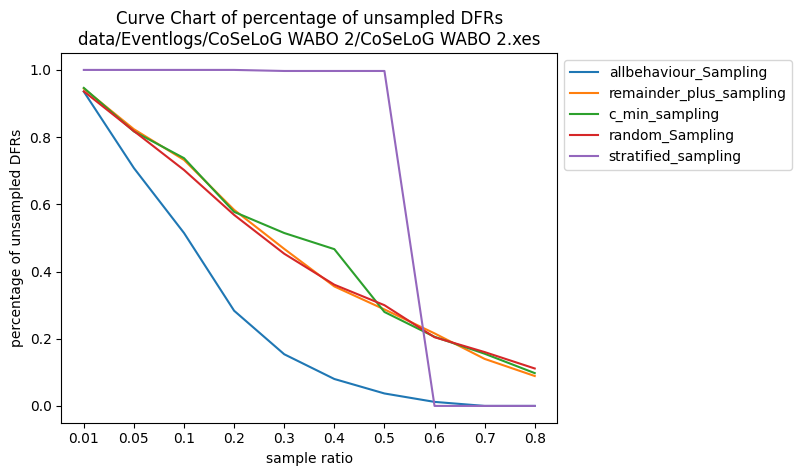 Curve Chart of percentage of unsampled DFRs
data/Eventlogs/CoSeLoG WABO 2/CoSeLoG WABO 2.xes
percentage of unsampled DFRs
1.0
0.8
0.6
0.4
0.2
0.0
0.01 0.05 0.1 0.2 0.3 0.4 0.5 0.6 0.7 0.8
sample ratio
allbehaviour_Sampling
remainder_plus_sampling
c_min_sampling
random_Sampling
stratified_sampling